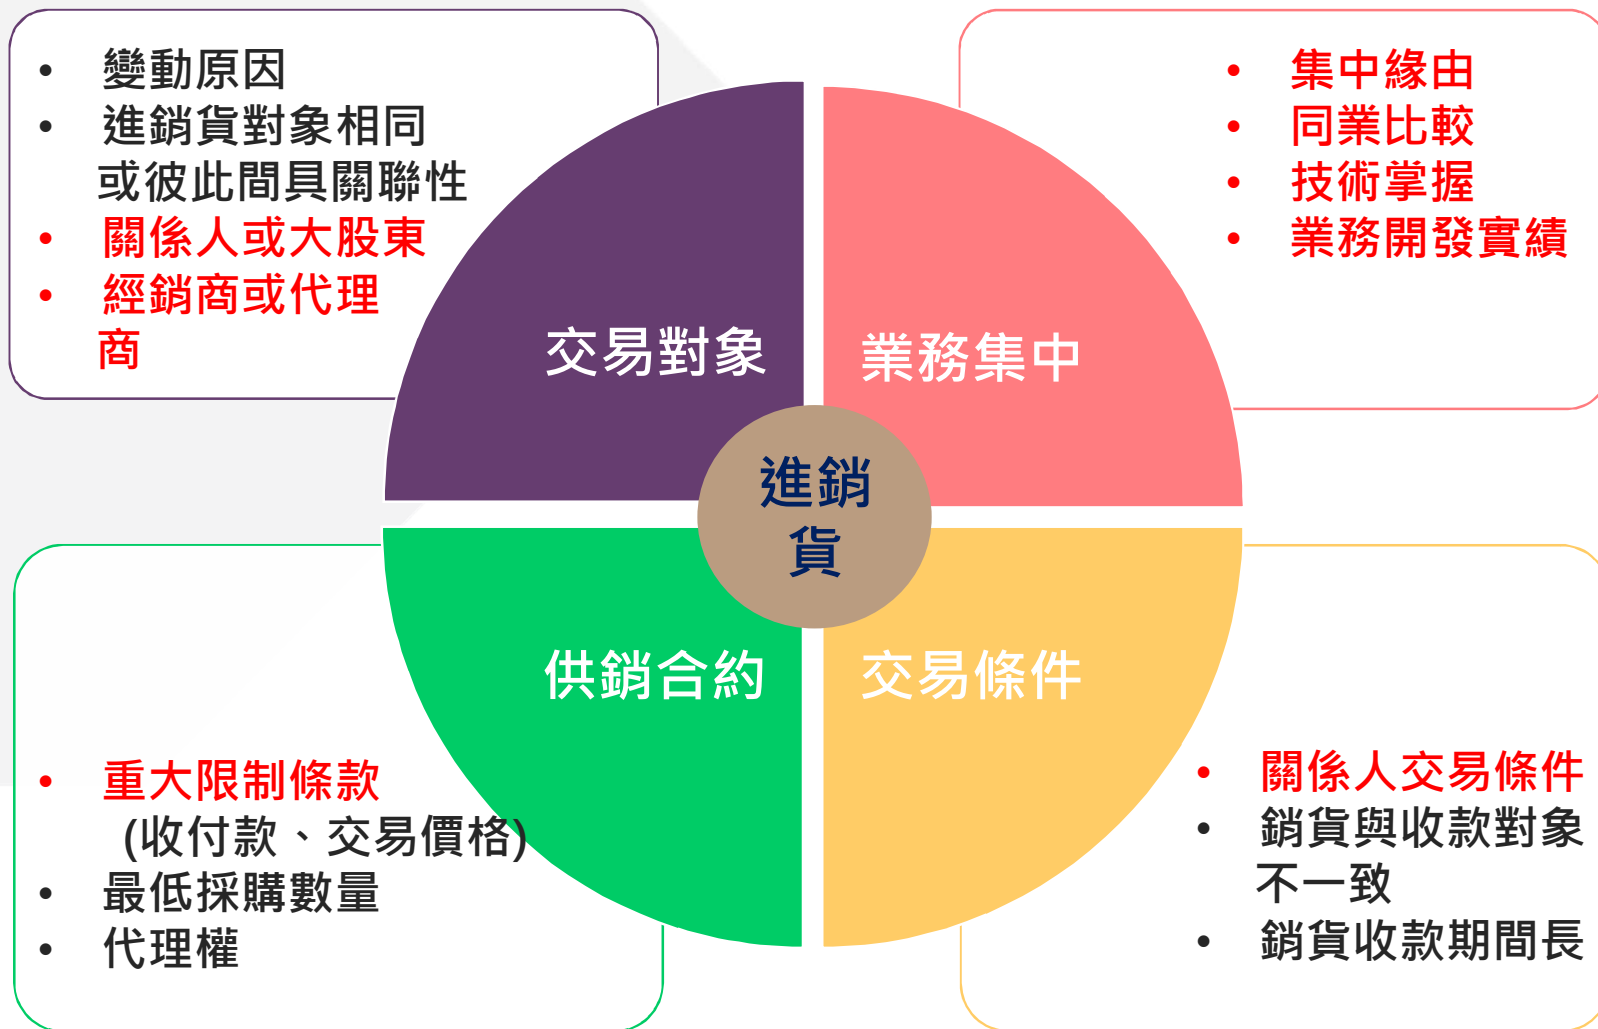 • 變動原因
• 進銷貨對象相同
或彼此間具關聯性
• 關係人或大股東
• 經銷商或代理
商
• 集中緣由
• 同業比較
• 技術掌握
• 業務開發實績
交易對象
業務集中
進銷
貨
供銷合約
交易條件
• 重大限制條款
(收付款、交易價格)
• 最低採購數量
• 代理權
• 關係人交易條件
• 銷貨與收款對象
不一致
• 銷貨收款期間長